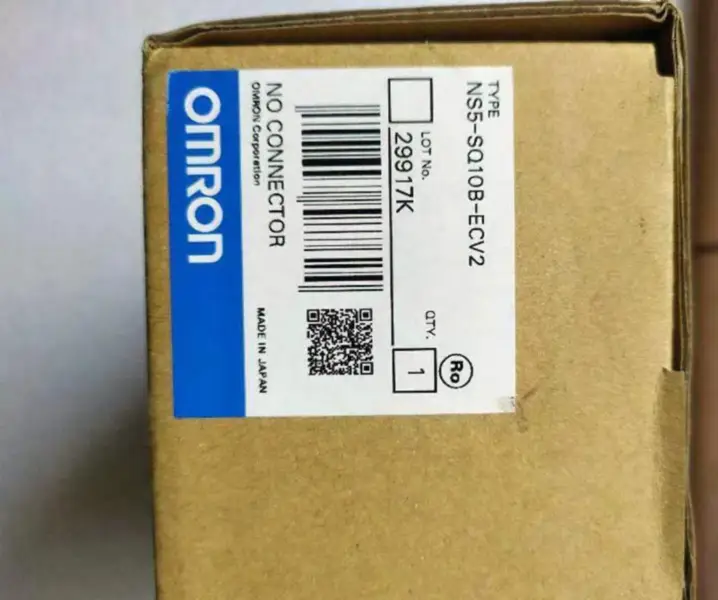 TYPE
NS5-SQ10B-ECV2
LOT No.
29917K
QTY.
1
Ro
NO CONNECTOR
OMRON Corporation
MADE IN JAPAN
OMRON